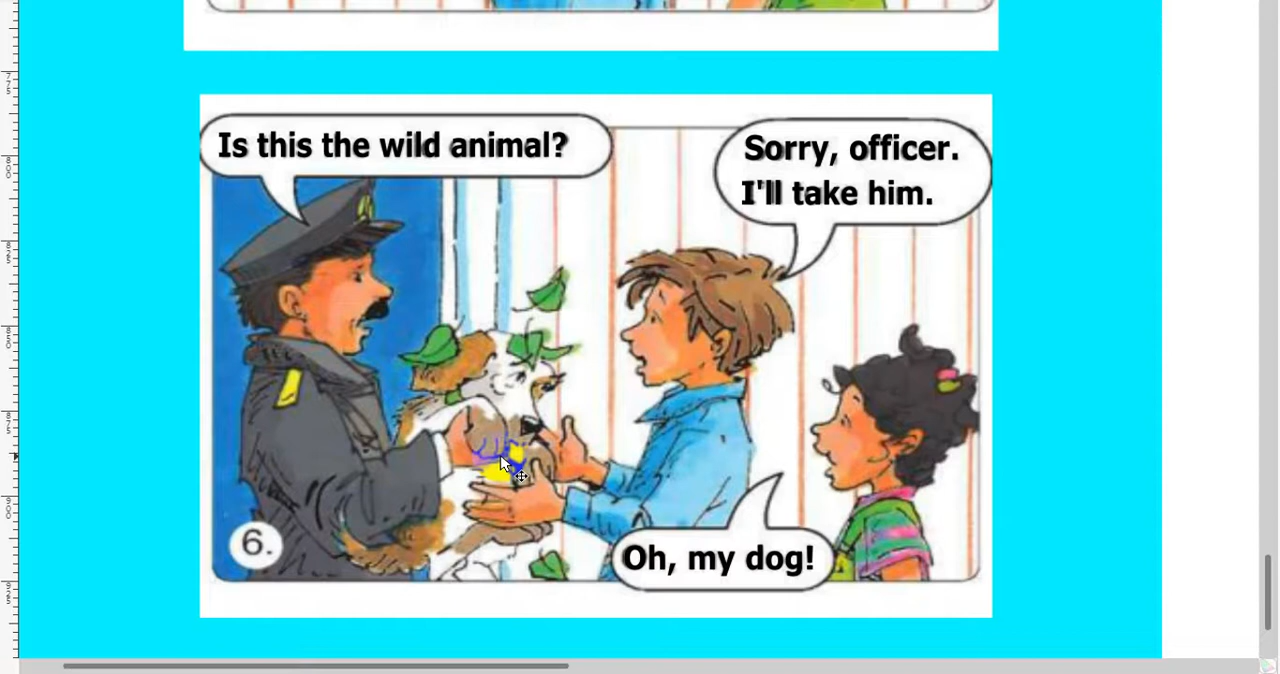 Is this the wild animal?
Sorry, officer.
I'll take him.
Oh, my dog!
6.